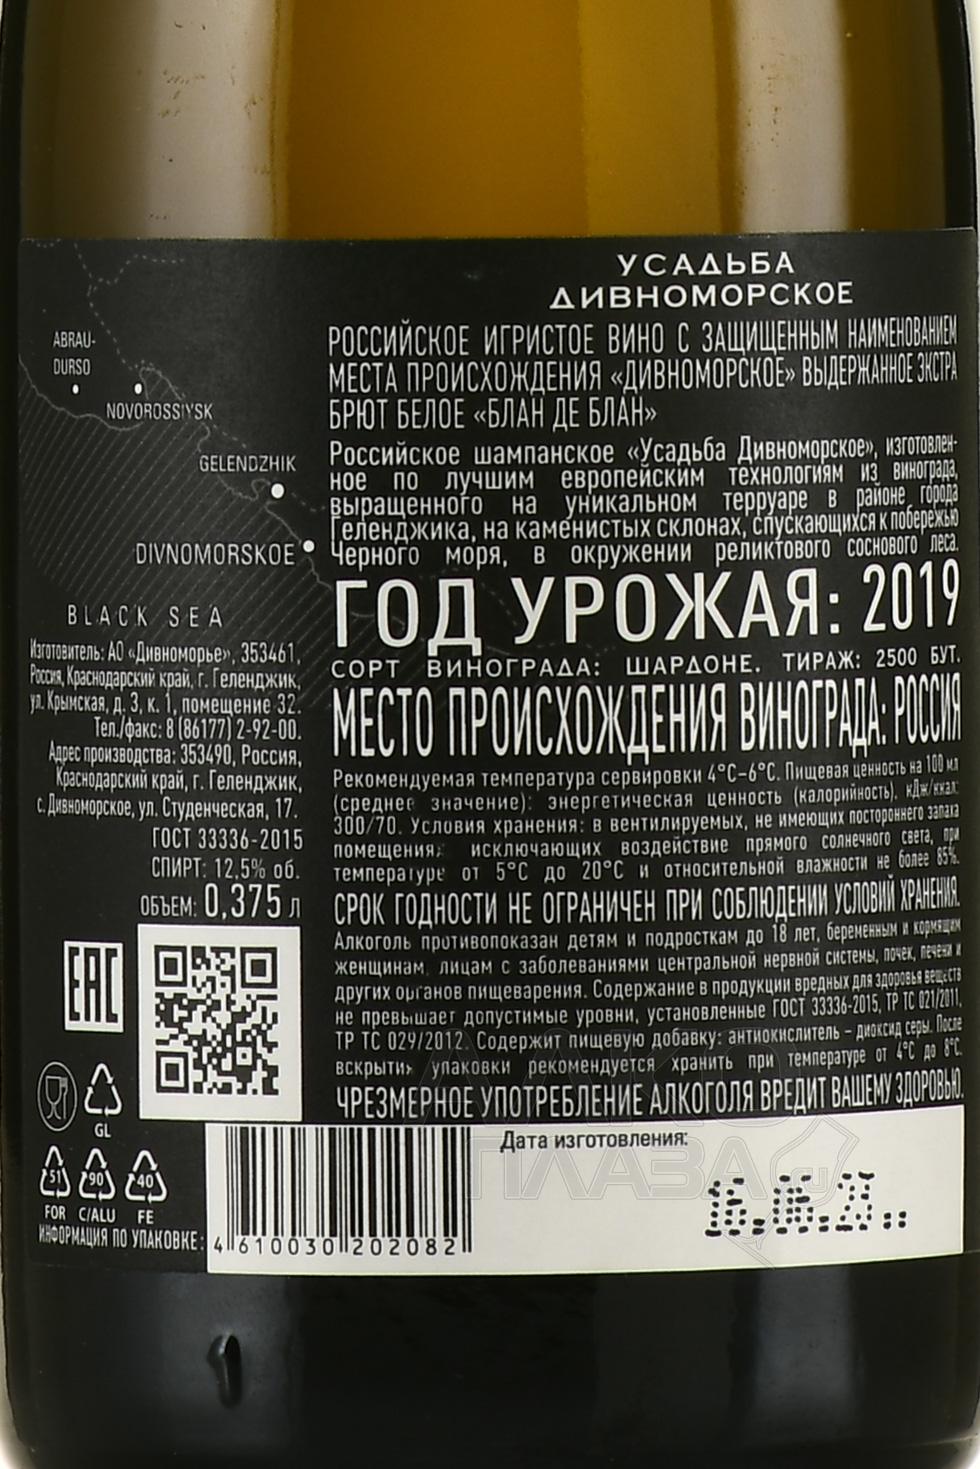 УСАДЬБА
ДИВНОМОРСКОЕ
РОССИЙСКОЕ ИГРИСТОЕ ВИНО С ЗАЩИЩЕННЫМ НАИМЕНОВАНИЕМ
МЕСТА ПРОИСХОЖДЕНИЯ «ДИВНОМОРСКОЕ» ВЫДЕРЖАННОЕ ЭКСТРА
БРЮТ БЕЛОЕ «БЛАН ДЕ БЛАН»
Российское шампанское «Усадьба Дивноморское», изготовлен-
ное по лучшим европейским технологиям из винограда,
выращенного на уникальном терруаре в районе города
Геленджика, на каменистых склонах, спускающихся к побережью
Черного моря, в окружении реликтового соснового леса.
ГОД УРОЖАЯ: 2019
СОРТ ВИНОГРАДА: ШАРДОНЕ. ТИРАЖ: 2500 БУТ.
МЕСТО ПРОИСХОЖДЕНИЯ ВИНОГРАДА: РОССИЯ
Рекомендуемая температура сервировки 4°С–6°С. Пищевая ценность на 100 мл
(среднее значение): энергетическая ценность (калорийность), кДж/ккал:
300/70. Условия хранения: в вентилируемых, не имеющих постороннего запаха
помещениях, исключающих воздействие прямого солнечного света, при
температуре от 5°С до 20°С и относительной влажности не более 85%.
СРОК ГОДНОСТИ НЕ ОГРАНИЧЕН ПРИ СОБЛЮДЕНИИ УСЛОВИЙ ХРАНЕНИЯ.
Алкоголь противопоказан детям и подросткам до 18 лет, беременным и кормящим
женщинам, лицам с заболеваниями центральной нервной системы, почек, печени и
других органов пищеварения. Содержание в продукции вредных для здоровья веществ
не превышает допустимые уровни, установленные ГОСТ 33336-2015, ТР ТС 021/2011,
ТР ТС 029/2012. Содержит пищевую добавку: антиокислитель – диоксид серы. После
вскрытия упаковки рекомендуется хранить при температуре от 4°С до 8°С.
ЧРЕЗМЕРНОЕ УПОТРЕБЛЕНИЕ АЛКОГОЛЯ ВРЕДИТ ВАШЕМУ ЗДОРОВЬЮ.
ABRAU-
DURSO
NOVOROSSIYSK
GELENDZHIK
DIVNOMORSKOE
BLACK SEA
Изготовитель: АО «Дивноморье», 353461,
Россия, Краснодарский край, г. Геленджик,
ул. Крымская, д. 3, к. 1, помещение 32.
Тел./факс: 8 (86177) 2-92-00.
Адрес производства: 353490, Россия,
Краснодарский край, г. Геленджик,
с. Дивноморское, ул. Студенческая, 17.
ГОСТ 33336-2015
СПИРТ: 12,5% об.
ОБЪЕМ: 0,375 л
EAC
GL
51 90 40
FOR C/ALU FE
ИНФОРМАЦИЯ ПО УПАКОВКЕ:
4 610030 202082
Дата изготовления:
16.06.23..
АЛКО
ПЛАЗА
.ru